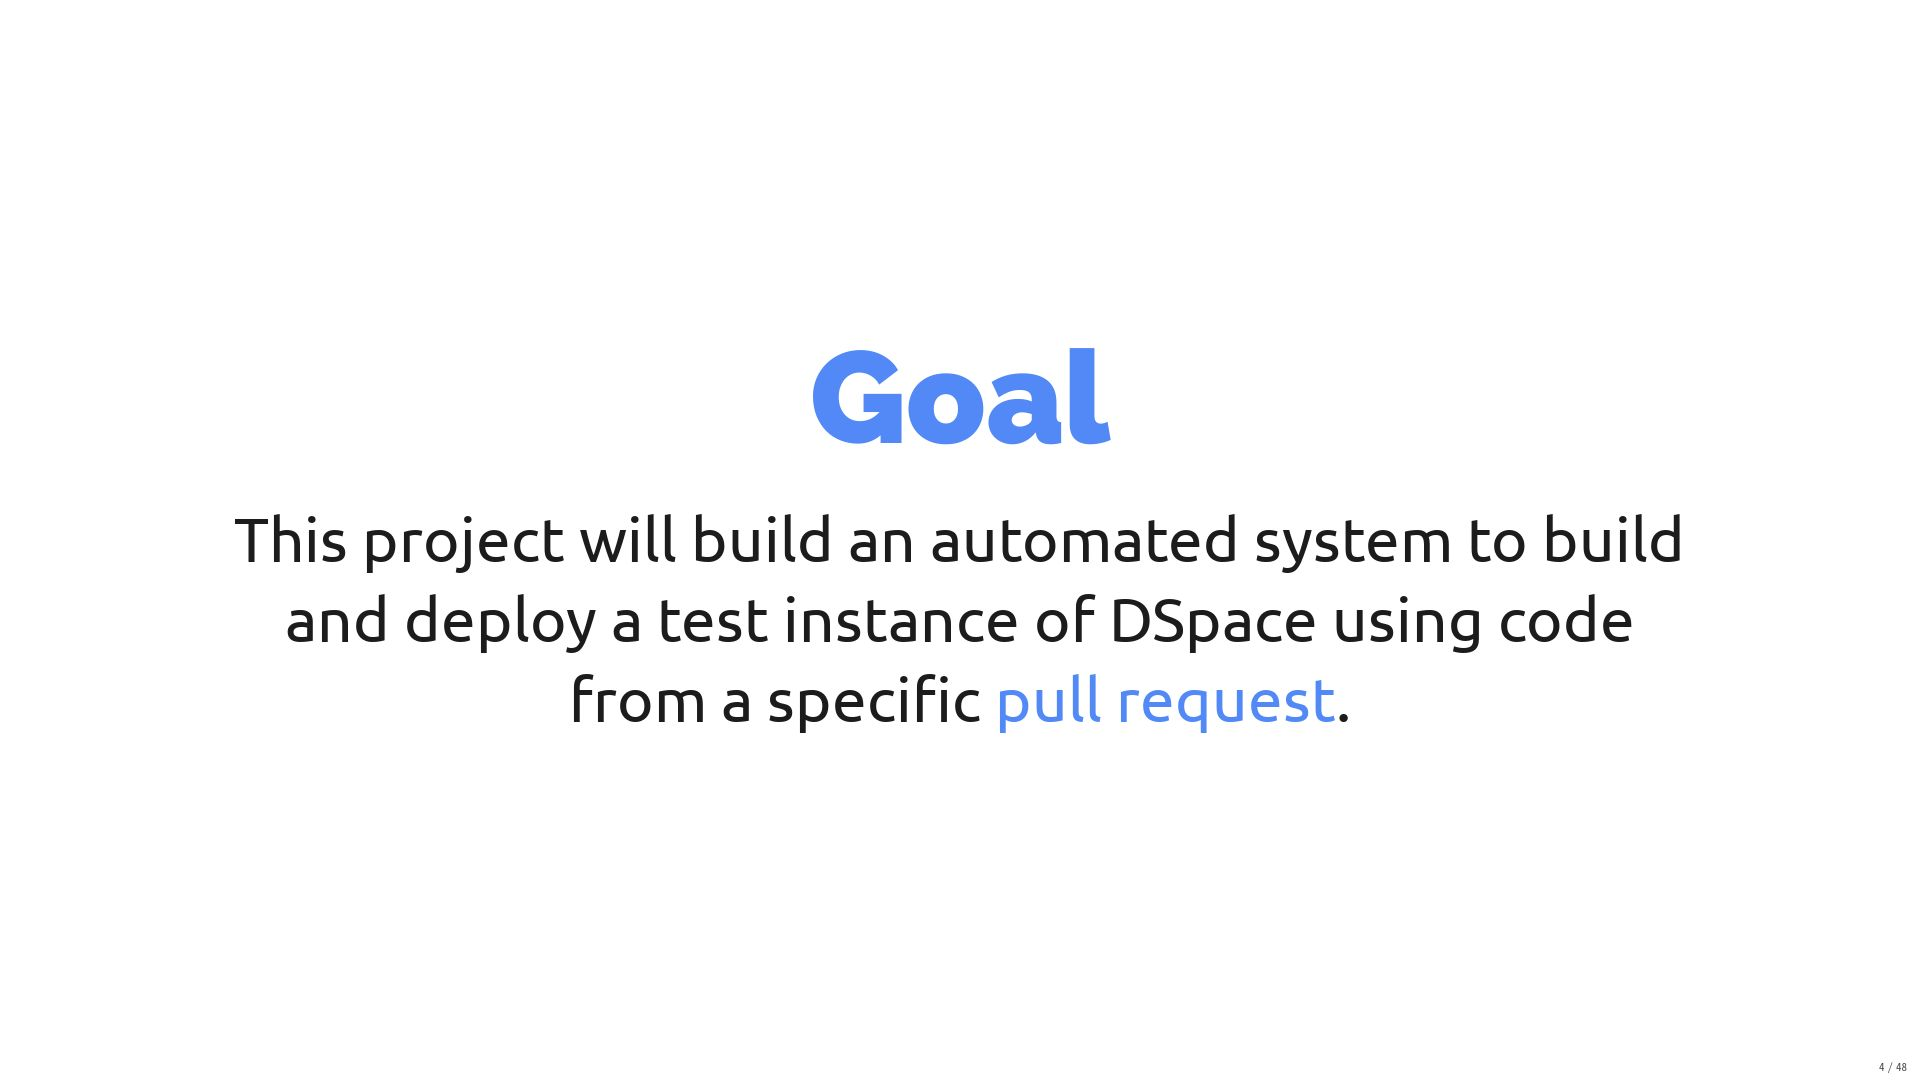 Goal
This project will build an automated system to build
and deploy a test instance of DSpace using code
from a specific pull request.
4 / 48